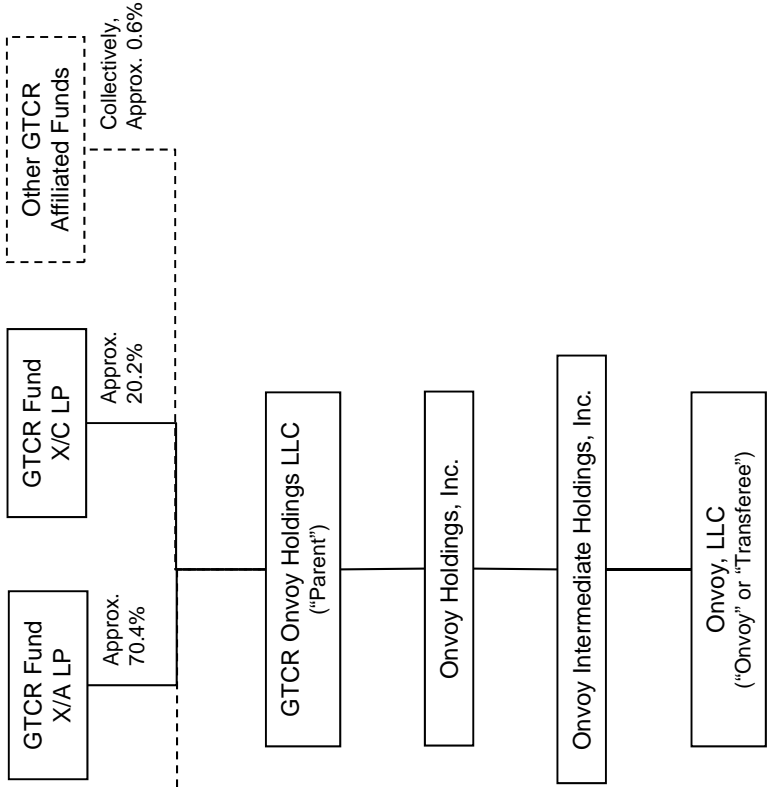 GTCR Fund
X/A LP
GTCR Fund
X/C LP
Other GTCR
Affiliated Funds
Approx.
70.4%
Approx.
20.2%
Collectively,
Approx. 0.6%
GTCR Onvoy Holdings LLC
(“Parent”)
Onvoy Holdings, Inc.
Onvoy Intermediate Holdings, Inc.
Onvoy, LLC
(“Onvoy” or “Transferee”)